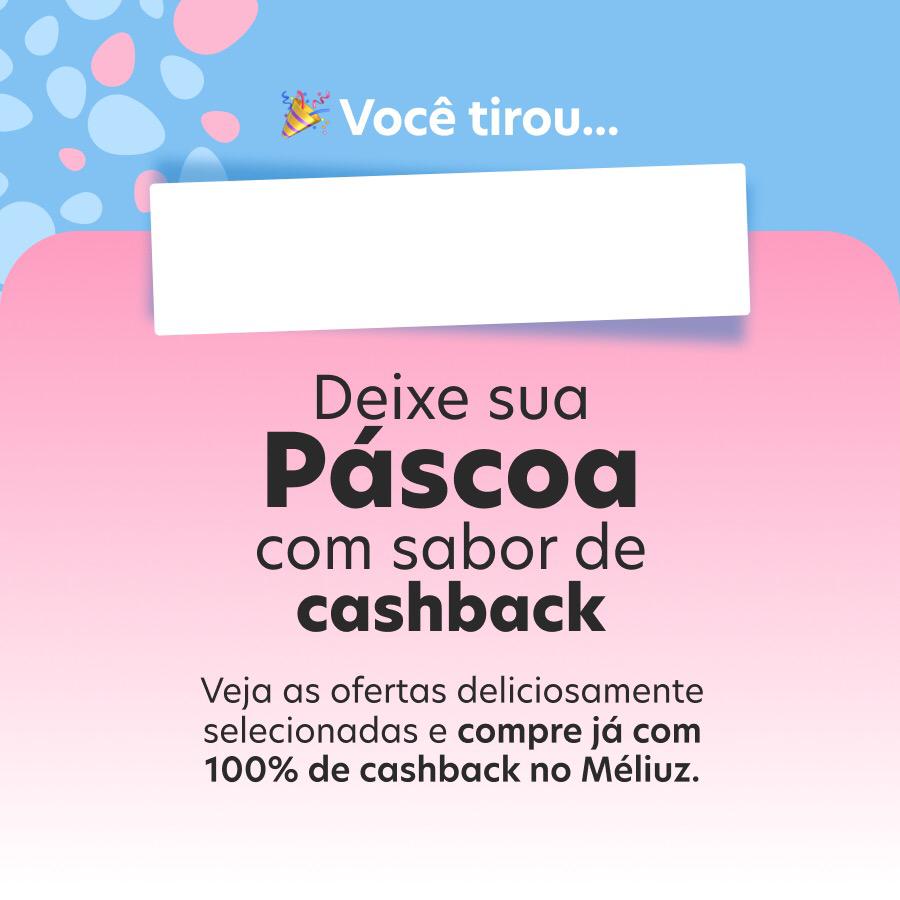 🎉 Você tirou...
Deixe sua
Páscoa
com sabor de
cashback
Veja as ofertas deliciosamente
selecionadas e compre já com
100% de cashback no Méliuz.